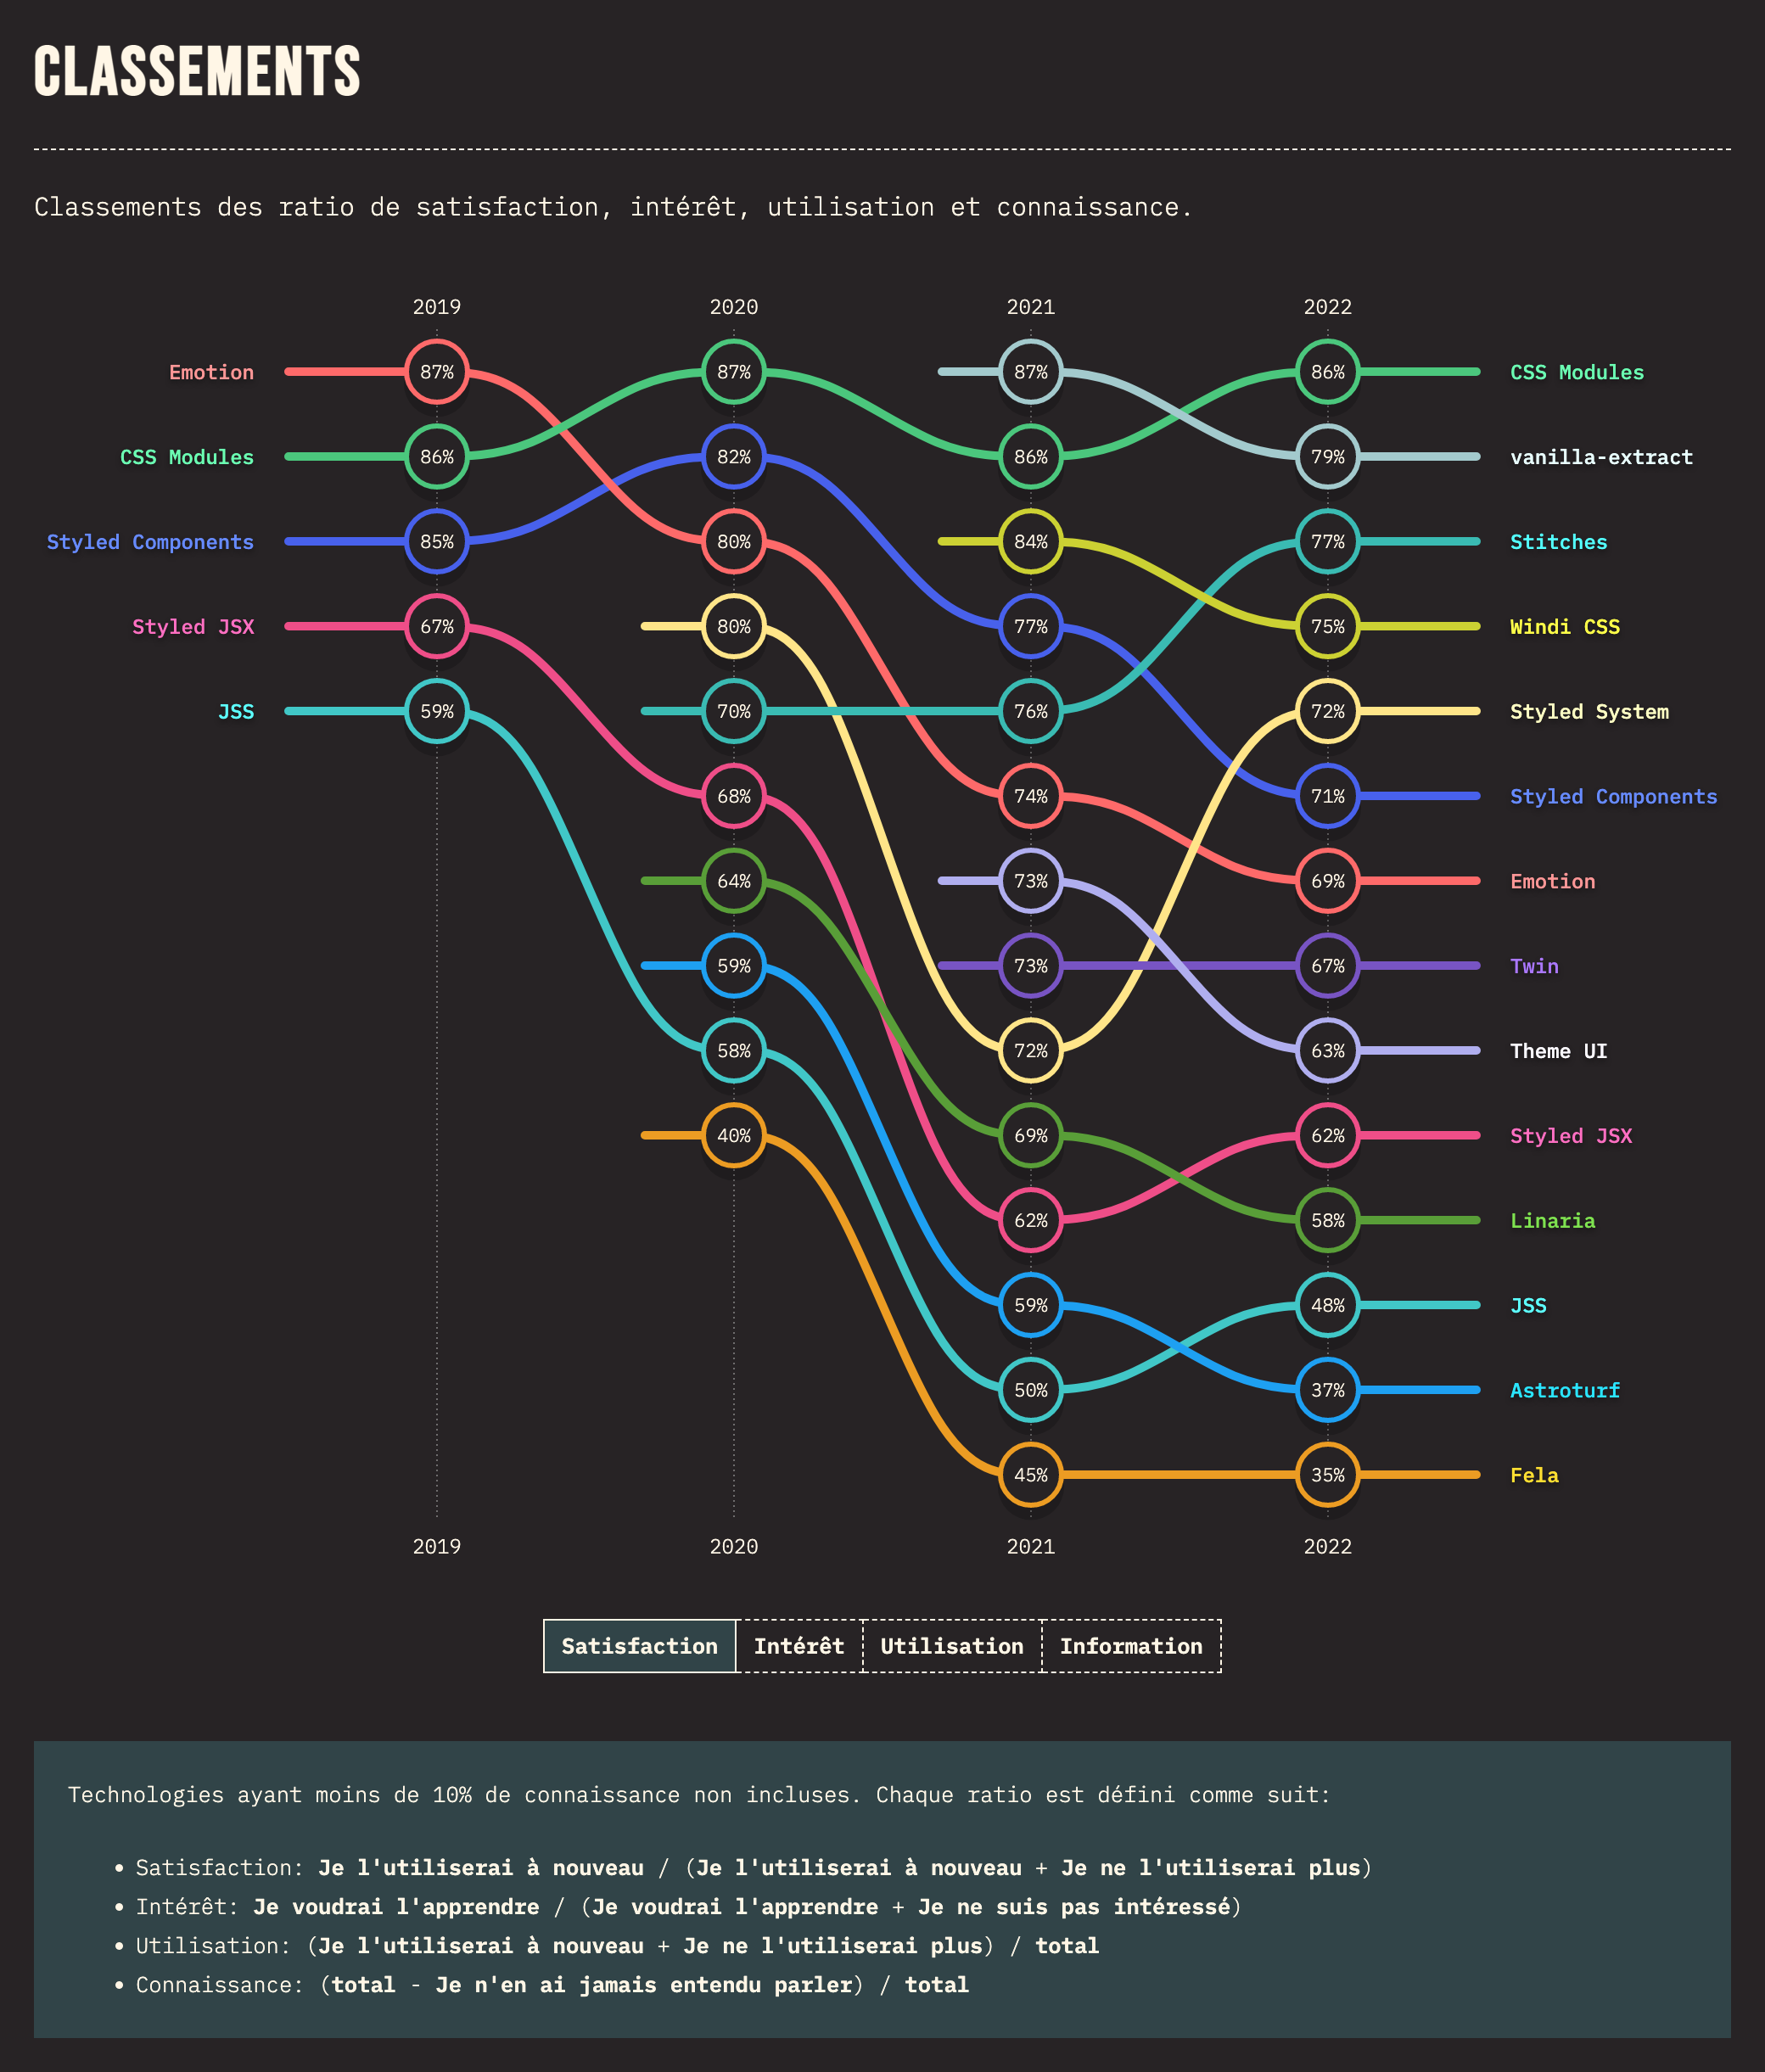 CLASSEMENTS
Classements des ratio de satisfaction, intérêt, utilisation et connaissance.
2019 2020 2021 2022
Emotion 87% 87% 87% 86% CSS Modules
CSS Modules 86% 82% 86% 79% vanilla-extract
Styled Components 85% 80% 84% 77% Stitches
Styled JSX 67% 80% 77% 75% Windi CSS
JSS 59% 70% 76% 72% Styled System
68% 74% 71% Styled Components
64% 73% 69% Emotion
59% 73% 67% Twin
58% 72% 63% Theme UI
40% 69% 62% Styled JSX
62% 58% Linaria
59% 48% JSS
50% 37% Astroturf
45% 35% Fela
2019 2020 2021 2022
Satisfaction Intérêt Utilisation Information
Technologies ayant moins de 10% de connaissance non incluses. Chaque ratio est défini comme suit:
• Satisfaction: Je l'utiliserai à nouveau / (Je l'utiliserai à nouveau + Je ne l'utiliserai plus)
• Intérêt: Je voudrai l'apprendre / (Je voudrai l'apprendre + Je ne suis pas intéressé)
• Utilisation: (Je l'utiliserai à nouveau + Je ne l'utiliserai plus) / total
• Connaissance: (total - Je n'en ai jamais entendu parler) / total